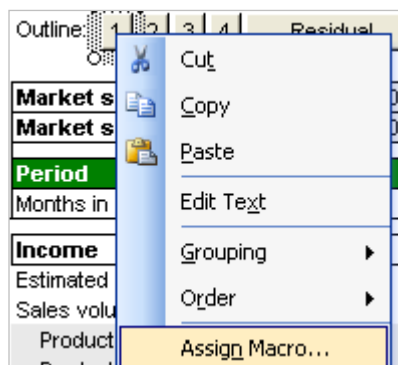 Outline: 1 2 3 4 Residual
Market s
Market s
Period
Months in
Income
Estimated
Sales volu
Product
Cut
Copy
Paste
Edit Text
Grouping
Order
Assign Macro...